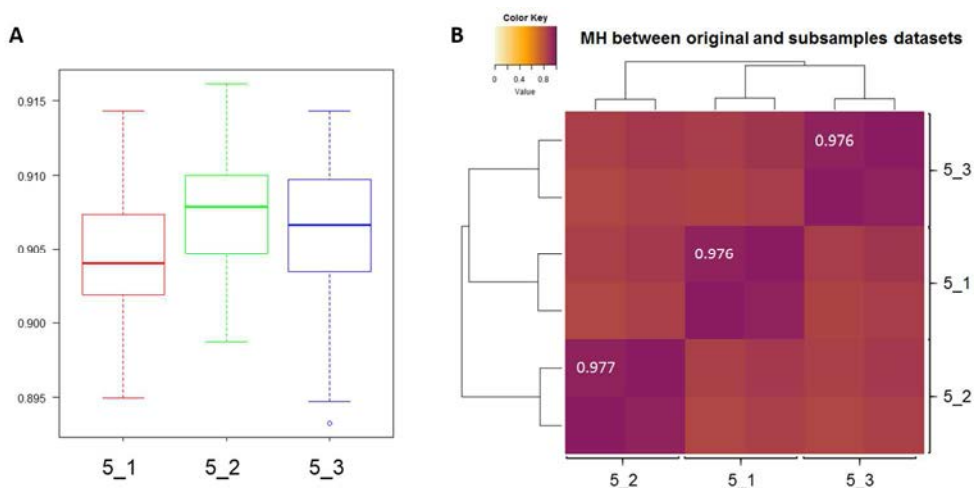 A
0.915
0.910
0.905
0.900
0.895
5_1 5_2 5_3
B
Color Key
0 0.4 0.8
Value
MH between original and subsamples datasets
0.976
5_3
0.976
5_1
0.977
5_2
5_2 5_1 5_3